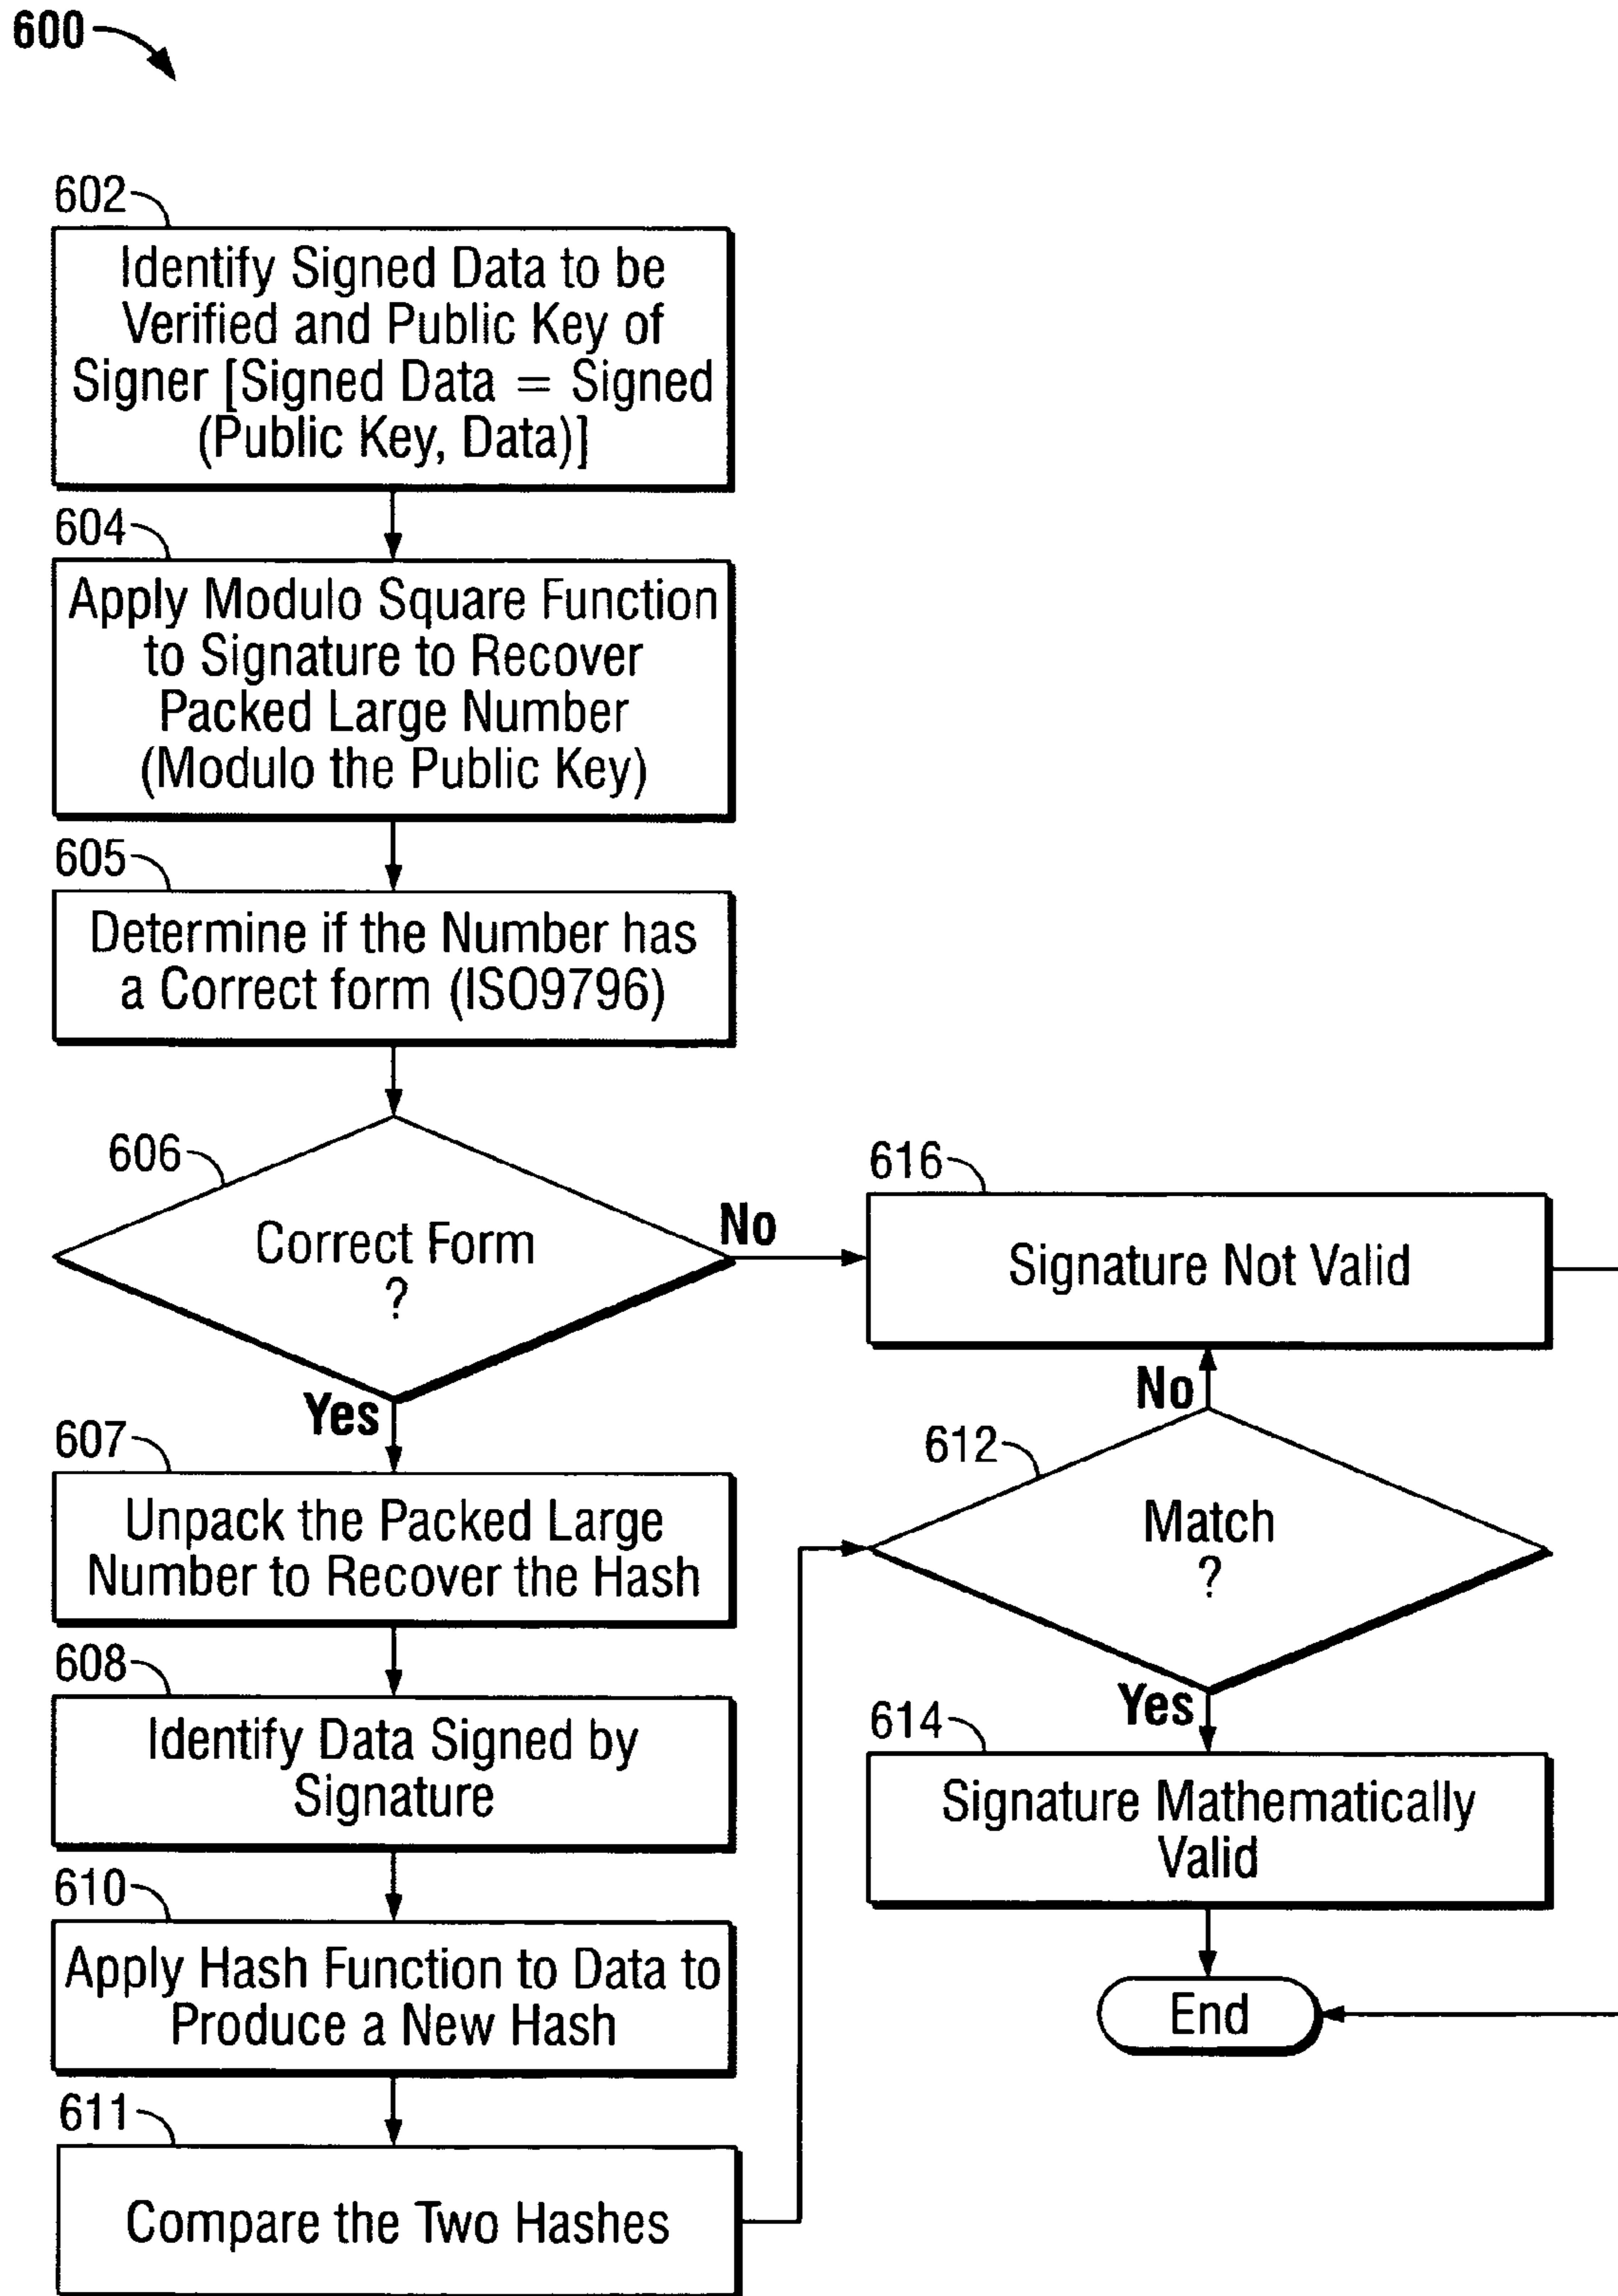 600
602
Identify Signed Data to be
Verified and Public Key of
Signer [Signed Data = Signed
(Public Key, Data)]
604
Apply Modulo Square Function
to Signature to Recover
Packed Large Number
(Modulo the Public Key)
605
Determine if the Number has
a Correct form (ISO9796)
606
Correct Form
?
No
Yes
607
Unpack the Packed Large
Number to Recover the Hash
608
Identify Data Signed by
Signature
610
Apply Hash Function to Data to
Produce a New Hash
611
Compare the Two Hashes
616
Signature Not Valid
No
612
Match
?
Yes
614
Signature Mathematically
Valid
End